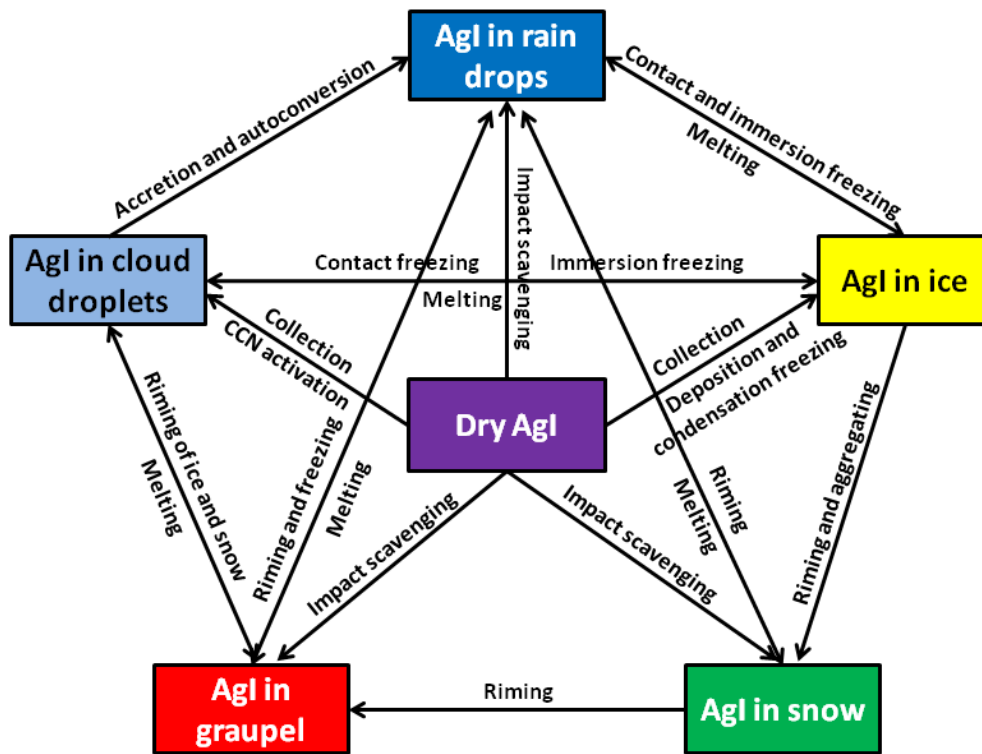 AgI in rain
drops
Accretion and autoconversion
Contact and immersion freezing
Melting
Impact scavenging
AgI in cloud
droplets
Contact freezing
Immersion freezing
Melting
AgI in ice
Collection
CCN activation
Collection
Deposition and
condensation freezing
Dry AgI
Riming of ice and snow
Melting
Riming and freezing
Melting
Impact scavenging
Impact scavenging
Riming
Melting
Riming and aggregating
AgI in
graupel
Riming
AgI in snow